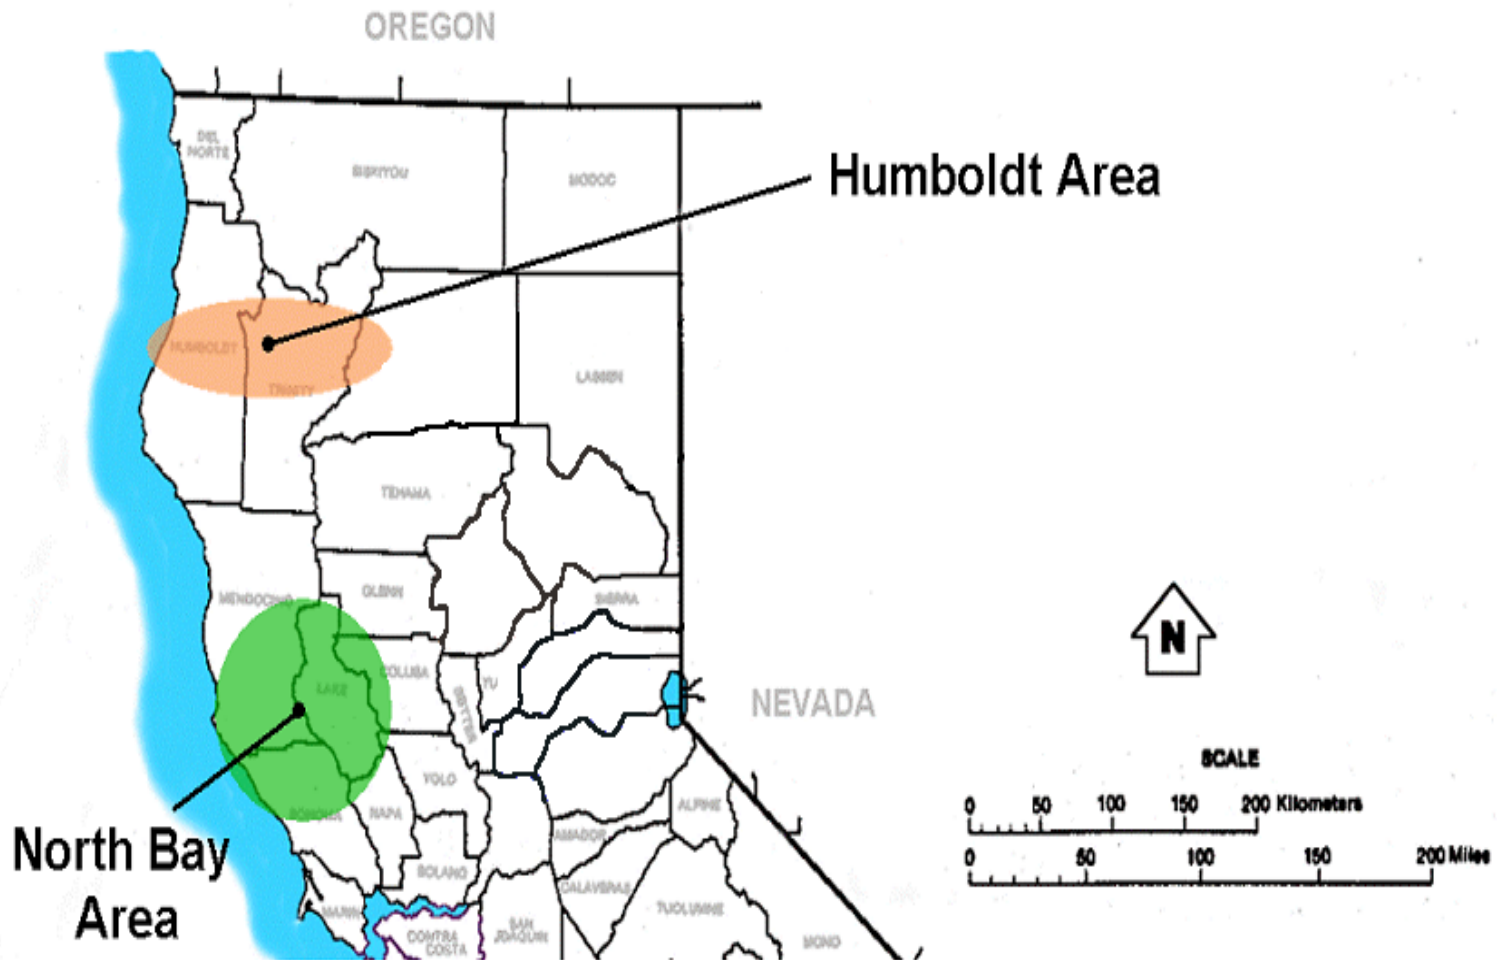 OREGON
DEL
NORTE
SISKIYOU
MODOC
Humboldt Area
HUMBOLDT
TRINITY
LASSEN
TEHAMA
MENDOCINO
GLENN
SIERRA
COLUSA
LAKE
YU
SUTTER
N
NEVADA
SCALE
0 50 100 150 200 Kilometers
0 50 100 150 200 Miles
YOLO
SONOMA
NAPA
ALPINE
North Bay
Area
AMADOR
SOLANO
CALAVERAS
MARIN
TUOLUMNE
CONTRA
COSTA
SAN
JOAQUIN
MONO